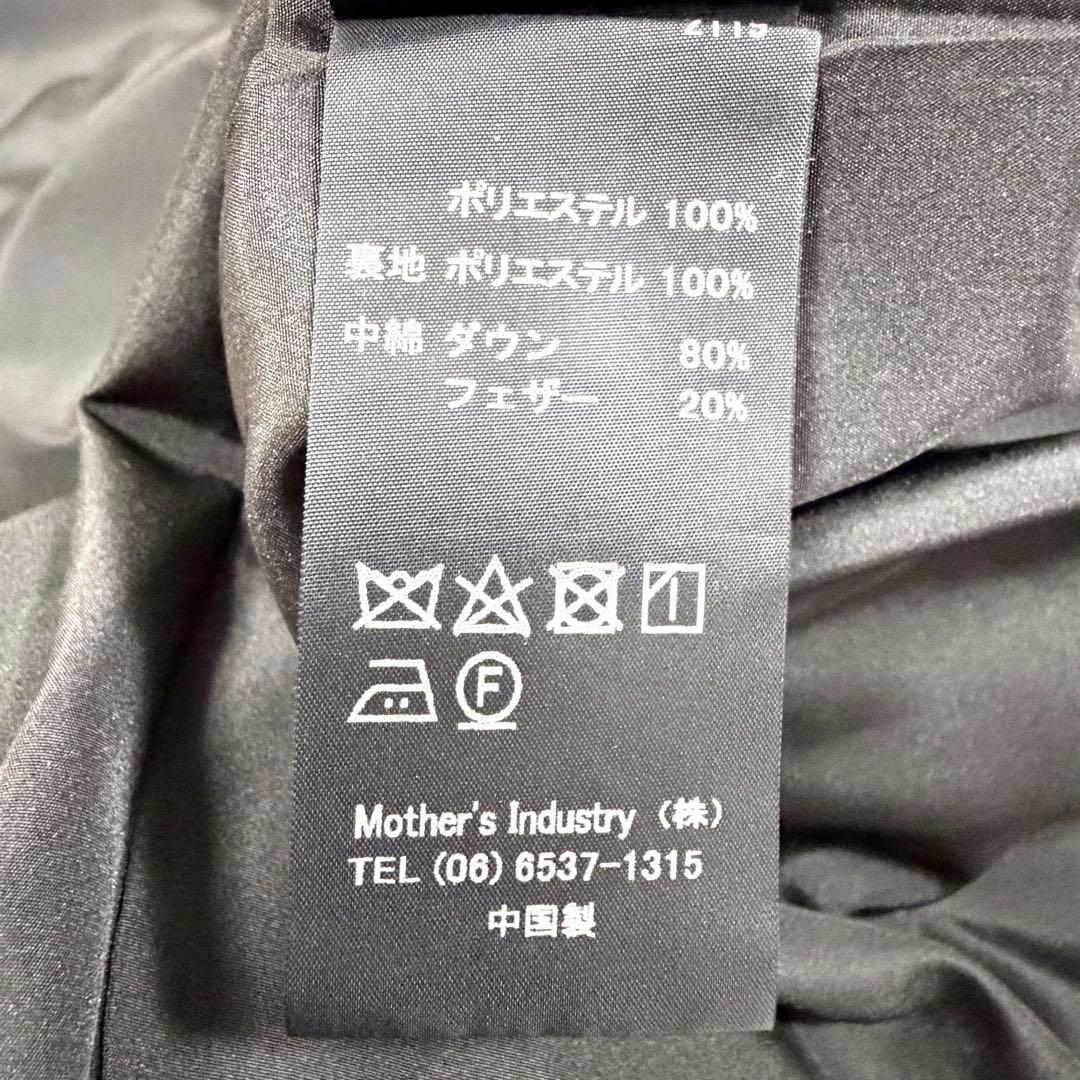 2115
ポリエステル 100%
裏地 ポリエステル 100%
中綿 ダウン 80%
フェザー 20%
F
Mother's Industry (株)
TEL (06) 6537-1315
中国製